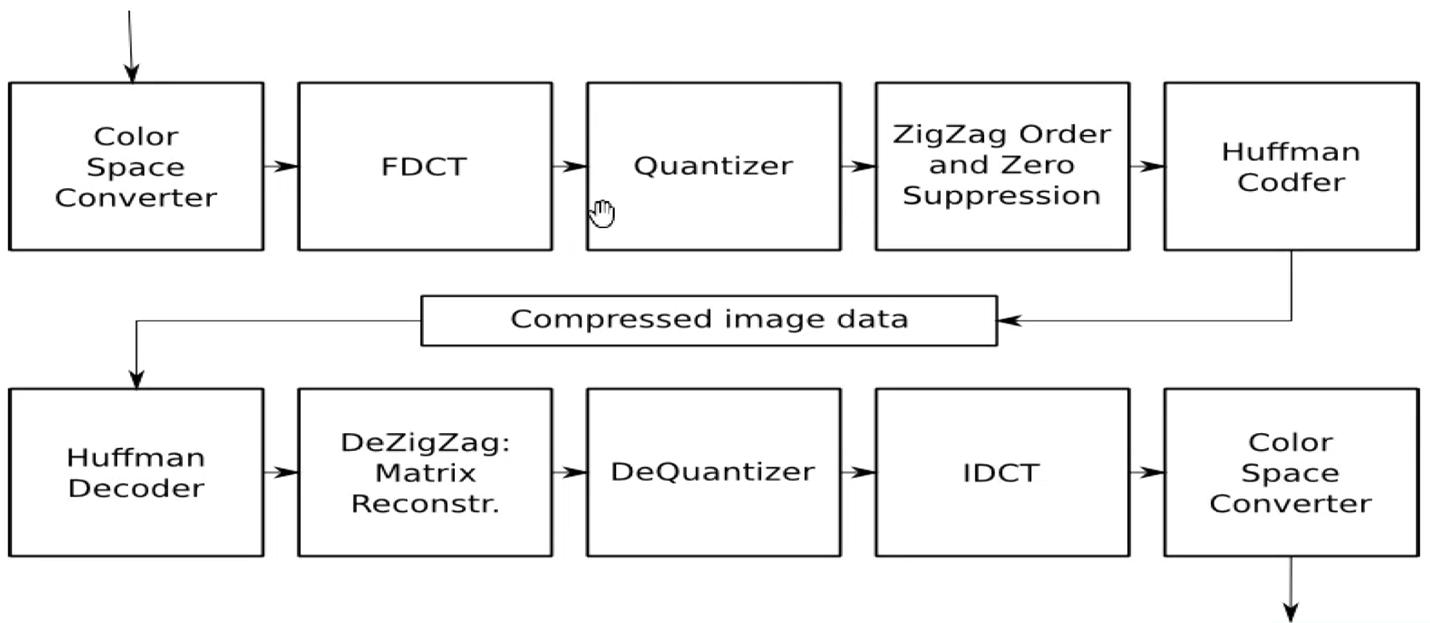 Color
Space
Converter
FDCT
Quantizer
ZigZag Order
and Zero
Suppression
Huffman
Codfer
Compressed image data
Huffman
Decoder
DeZigZag:
Matrix
Reconstr.
DeQuantizer
IDCT
Color
Space
Converter